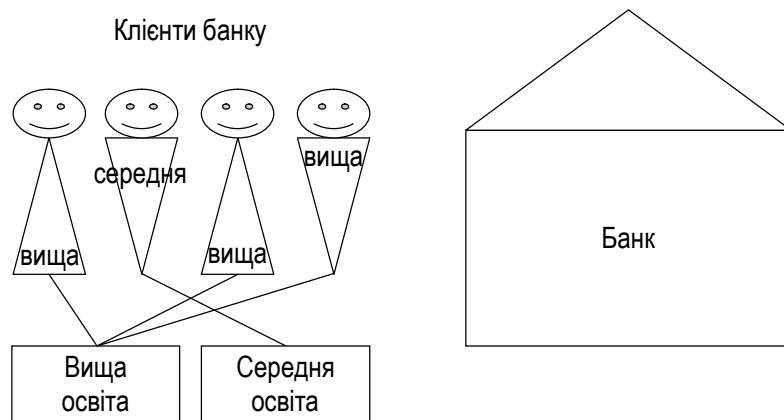 Клієнти банку
середня
вища
вища
вища
Банк
Вища
освіта
Середня
освіта